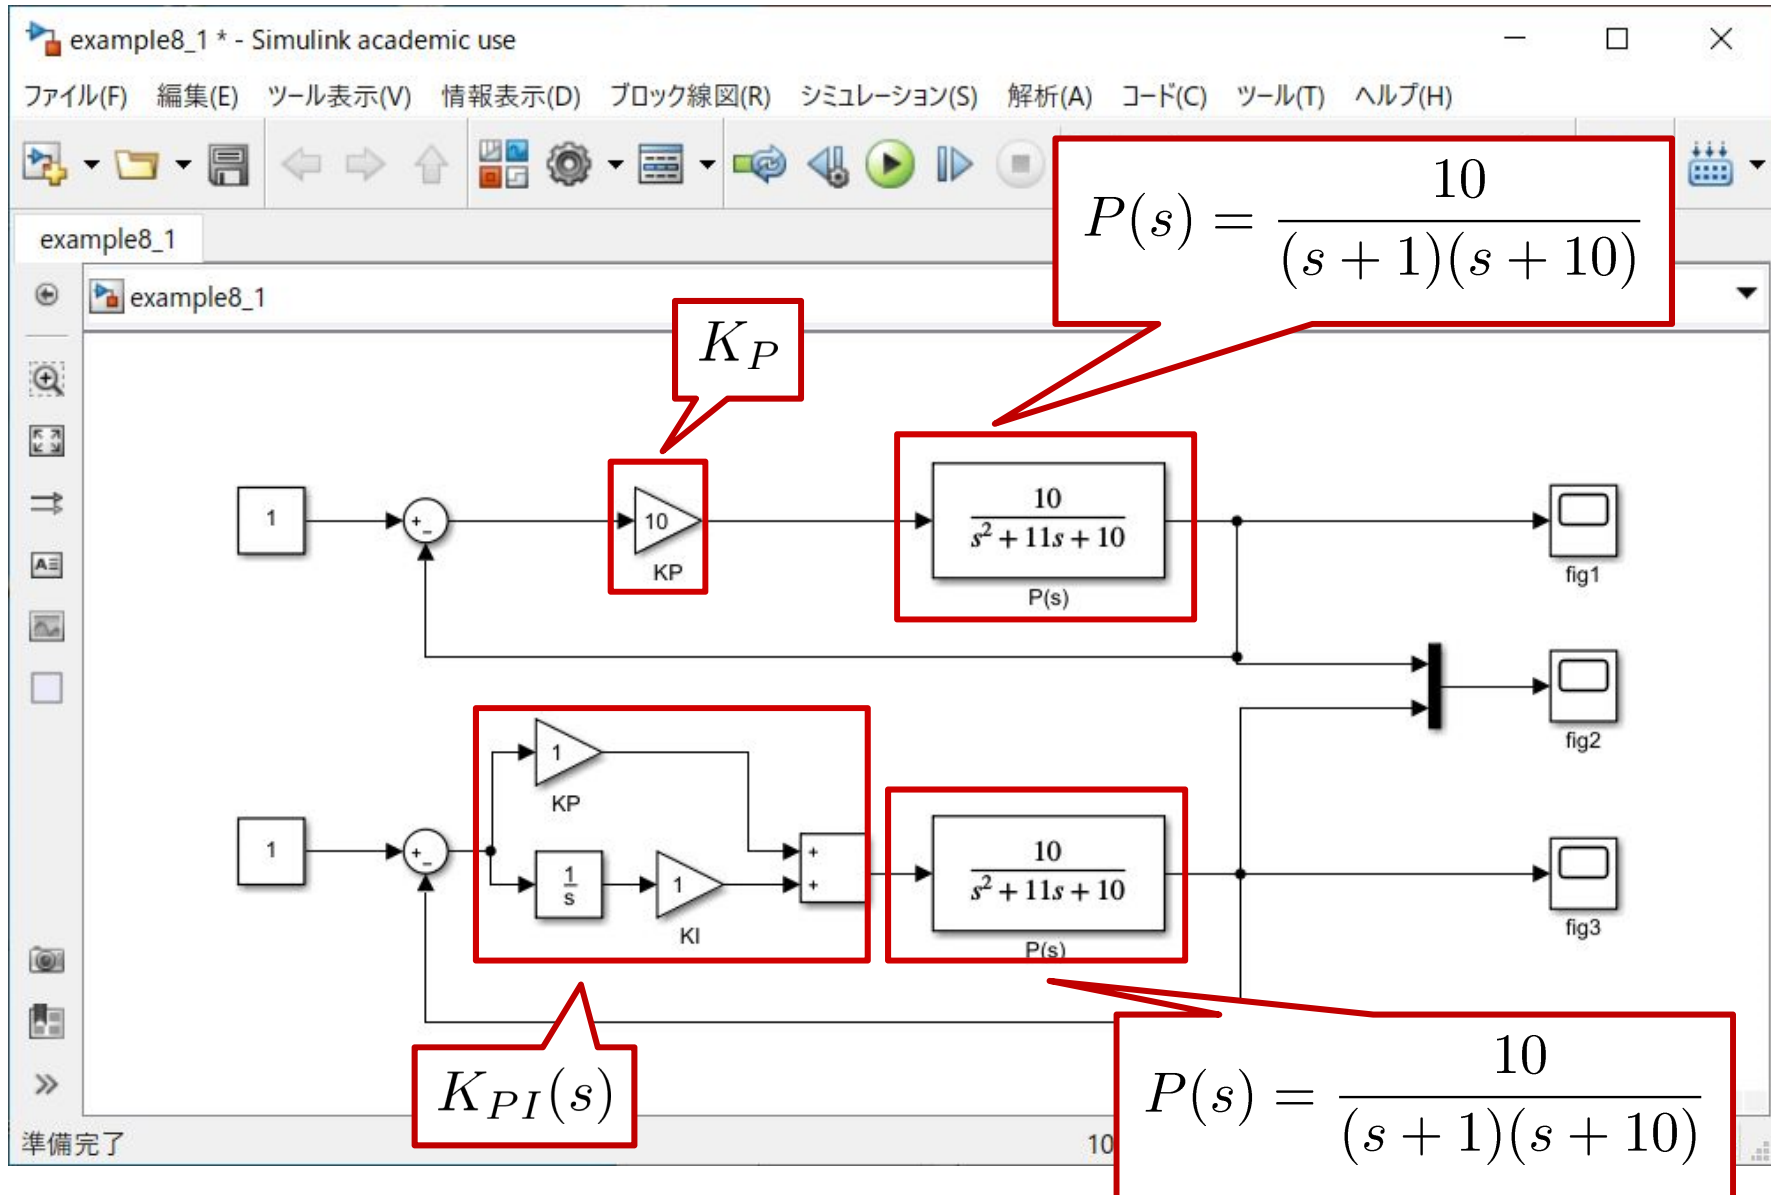 example8_1 * - Simulink academic use
ファイル(F) 編集(E) ツール表示(V) 情報表示(D) ブロック線図(R) シミュレーション(S) 解析(A) コード(C) ツール(T) ヘルプ(H)
P(s) = 10 / (s + 1)(s + 10)
example8_1
example8_1
K_P
1
+
-
10
KP
10 / s^2 + 11s + 10
P(s)
fig1
fig2
1
+
-
1
KP
1 / s
1
KI
+
+
10 / s^2 + 11s + 10
P(s)
fig3
K_{PI}(s)
P(s) = 10 / (s + 1)(s + 10)
準備完了
10